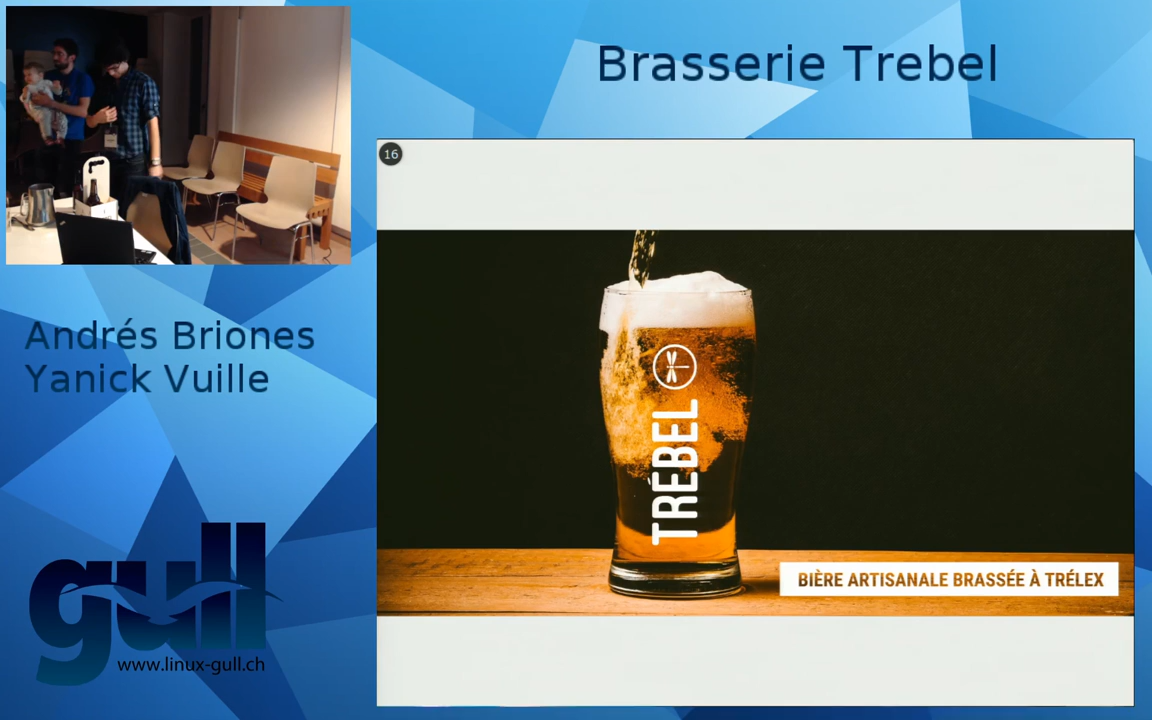 Brasserie Trebel
16
Andrés Briones
Yanick Vuille
TRÉBEL
BIÈRE ARTISANALE BRASSÉE À TRÉLEX
gull
www.linux-gull.ch